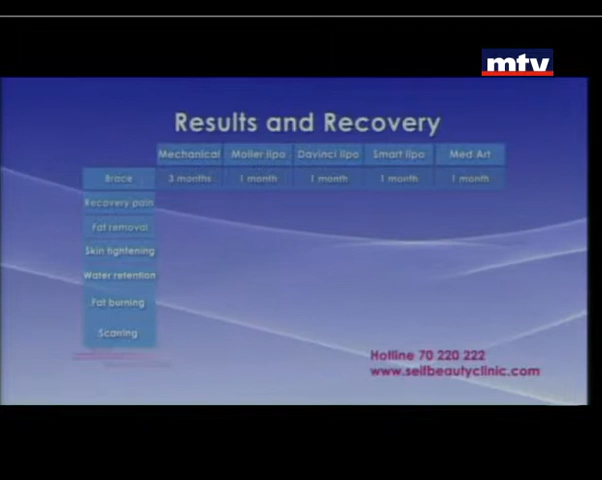 mtv
Results and Recovery
Mechanical Moller lipo Davinci lipo Smart lipo Med Art
Brace 3 months 1 month 1 month 1 month 1 month
Recovery pain
Fat removal
Skin tightening
Water retention
Fat burning
Scarring
Hotline 70 220 222
www.seifbeautyclinic.com